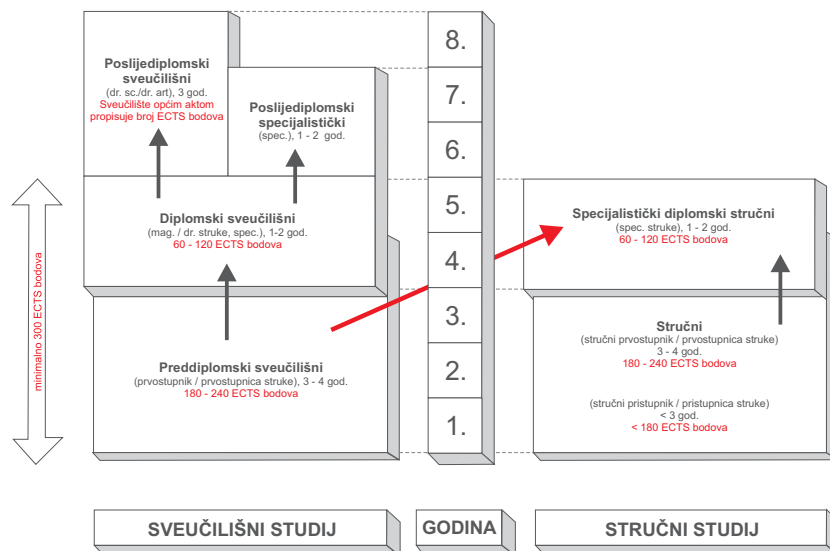 Poslijediplomski
sveučilišni
(dr. sc./dr. art), 3 god.
Sveučilište općim aktom
propisuje broj ECTS bodova
Poslijediplomski
specijalistički
(spec.), 1 - 2 god.
Diplomski sveučilišni
(mag. / dr. struke, spec.), 1-2 god.
60 - 120 ECTS bodova
Preddiplomski sveučilišni
(prvostupnik / prvostupnica struke), 3 - 4 god.
180 - 240 ECTS bodova
minimalno 300 ECTS bodova
8.
7.
6.
5.
4.
3.
2.
1.
Specijalistički diplomski stručni
(spec. struke), 1 - 2 god.
60 - 120 ECTS bodova
Stručni
(stručni prvostupnik / prvostupnica struke)
3 - 4 god.
180 - 240 ECTS bodova
(stručni pristupnik / pristupnica struke)
< 3 god.
< 180 ECTS bodova
SVEUČILIŠNI STUDIJ
GODINA
STRUČNI STUDIJ